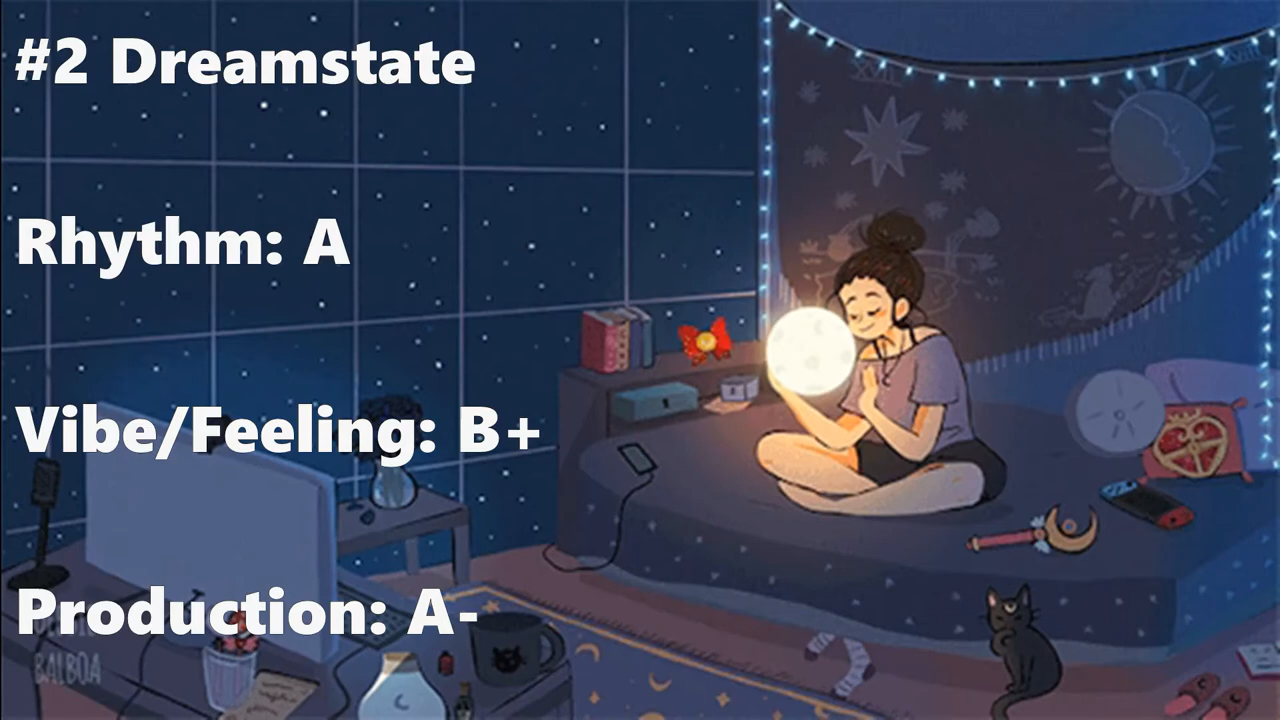 #2 Dreamstate
Rhythm: A
Vibe/Feeling: B+
Production: A-
BALBOA